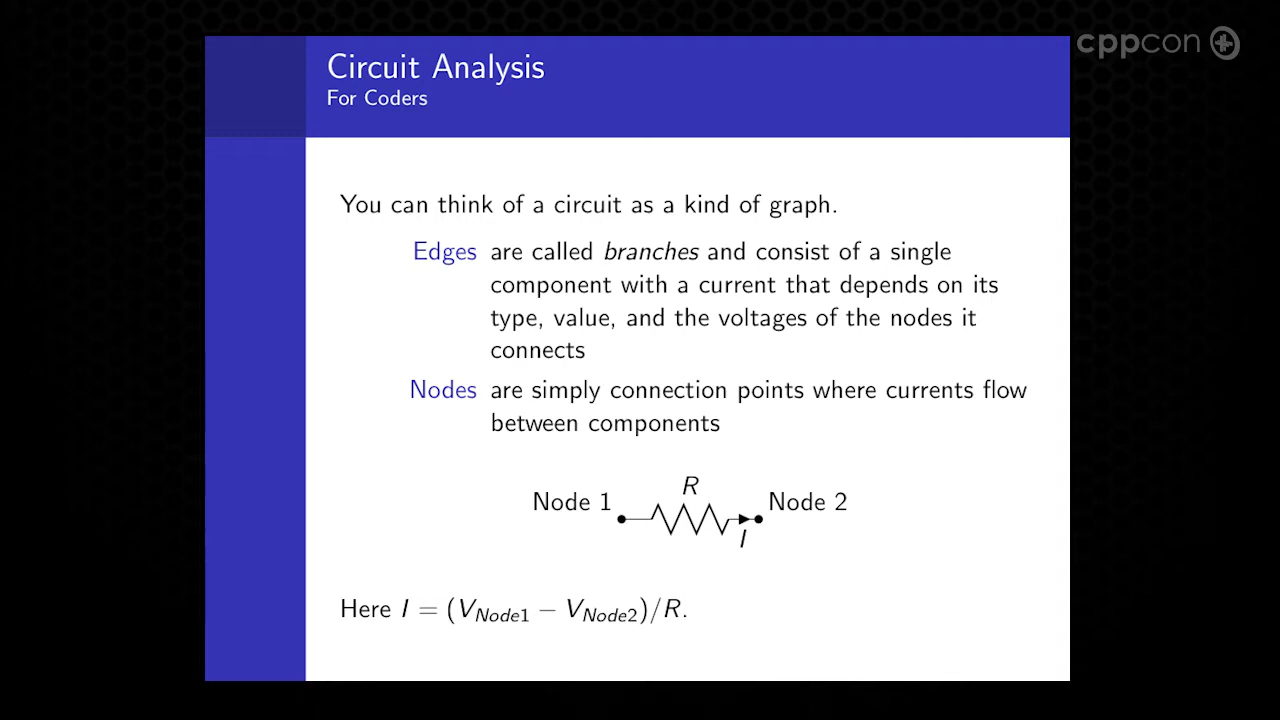 cppcon
Circuit Analysis
For Coders
You can think of a circuit as a kind of graph.
Edges are called branches and consist of a single
component with a current that depends on its
type, value, and the voltages of the nodes it
connects
Nodes are simply connection points where currents flow
between components
R
Node 1 Node 2
I
Here I = (V_Node1 − V_Node2)/R.